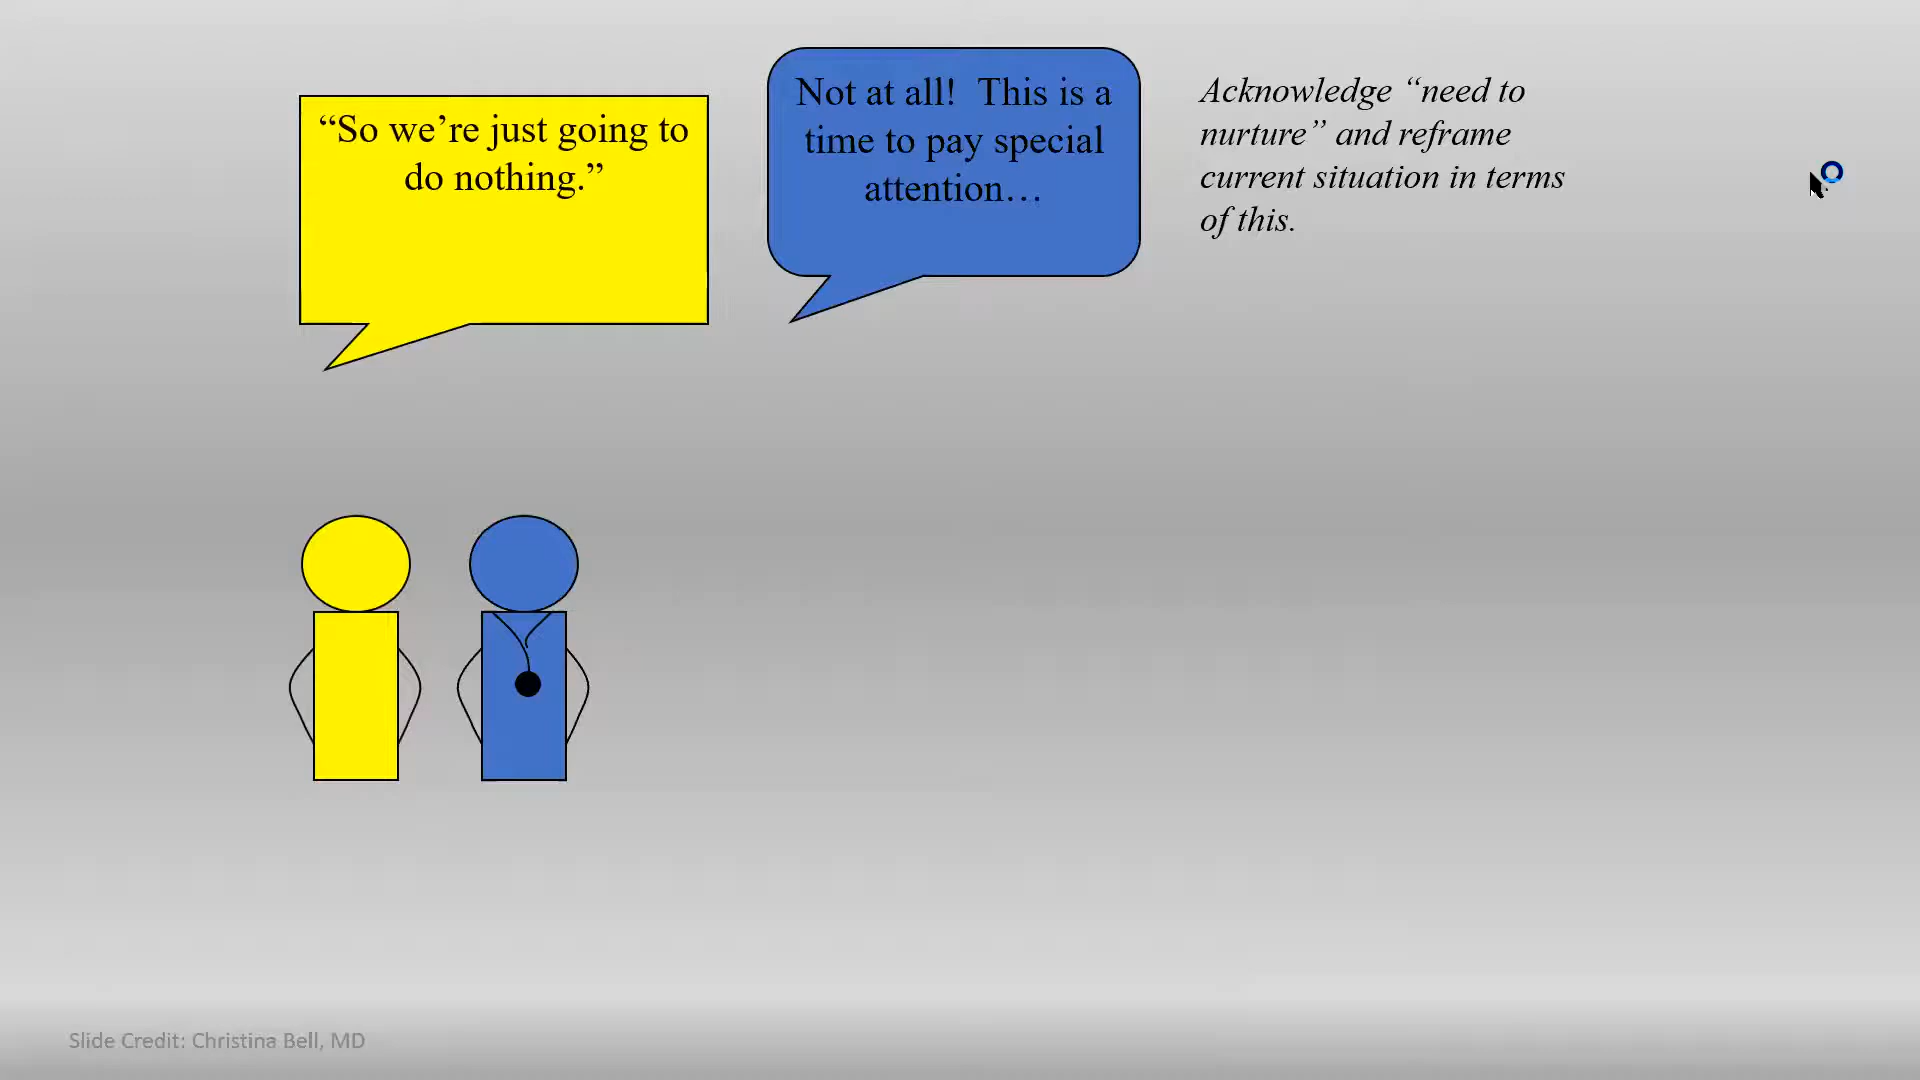 “So we’re just going to
do nothing.”
Not at all!  This is a
time to pay special
attention…
Acknowledge “need to
nurture” and reframe
current situation in terms
of this.
Slide Credit: Christina Bell, MD